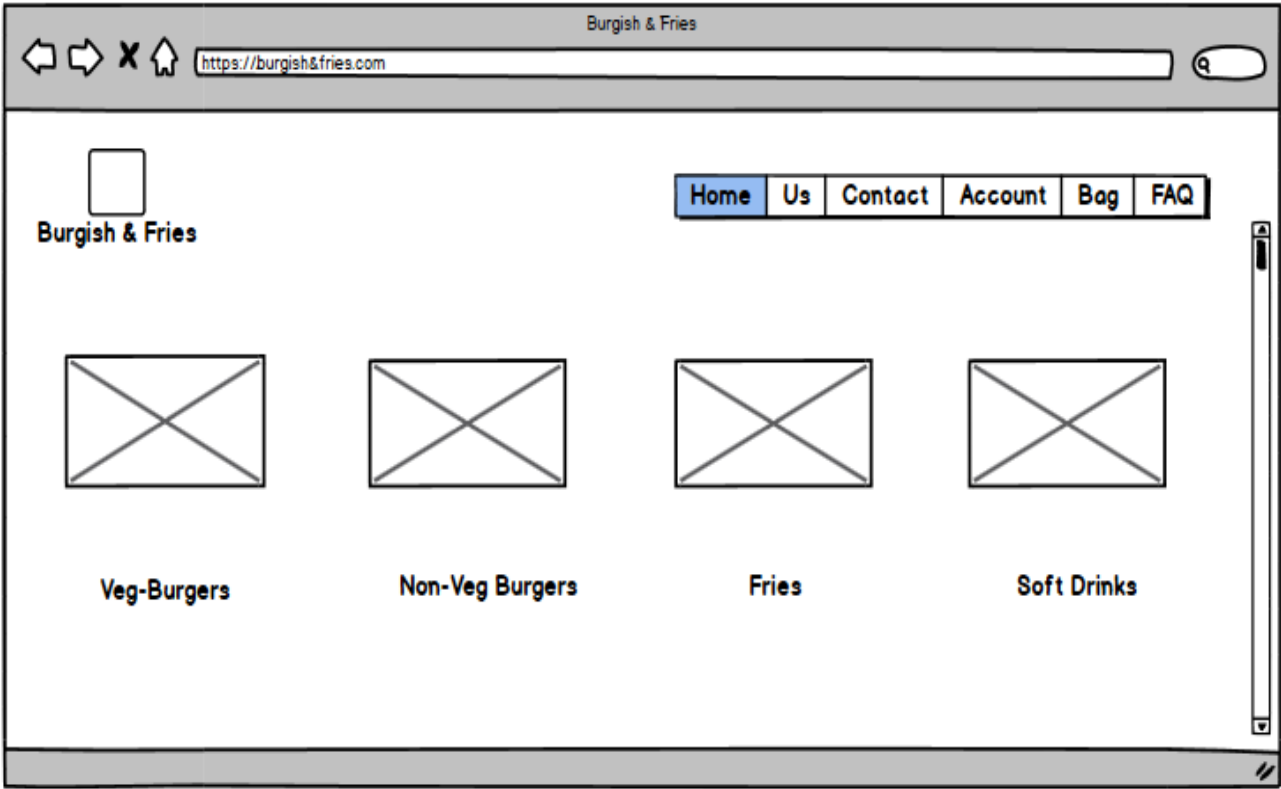 Burgish & Fries
https://burgish&fries.com
Home Us Contact Account Bag FAQ
Burgish & Fries
Veg-Burgers Non-Veg Burgers Fries Soft Drinks